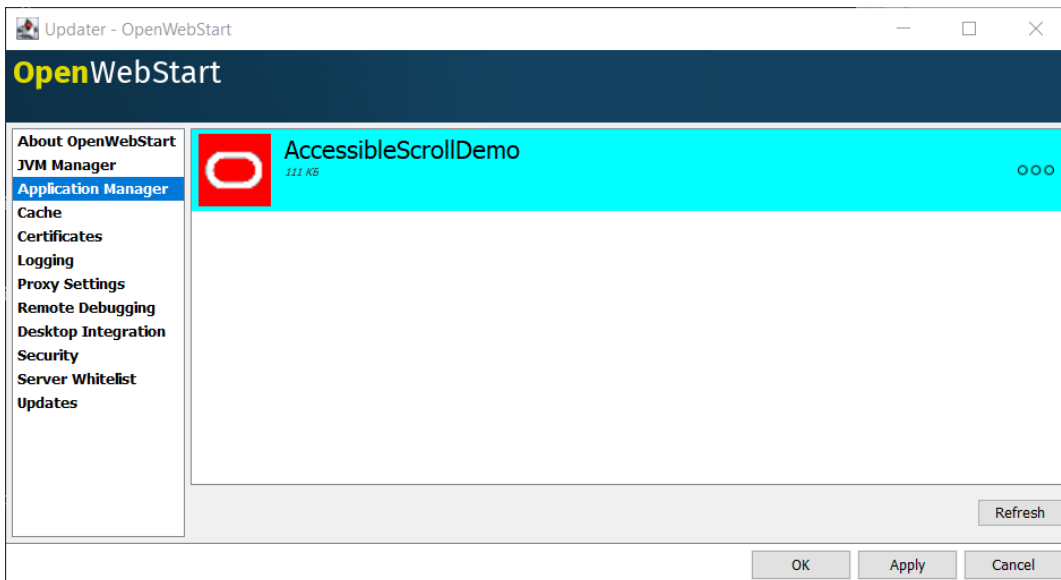 Updater - OpenWebStart
OpenWebStart
About OpenWebStart
JVM Manager
Application Manager
Cache
Certificates
Logging
Proxy Settings
Remote Debugging
Desktop Integration
Security
Server Whitelist
Updates
AccessibleScrollDemo
111 KB
Refresh
OK
Apply
Cancel